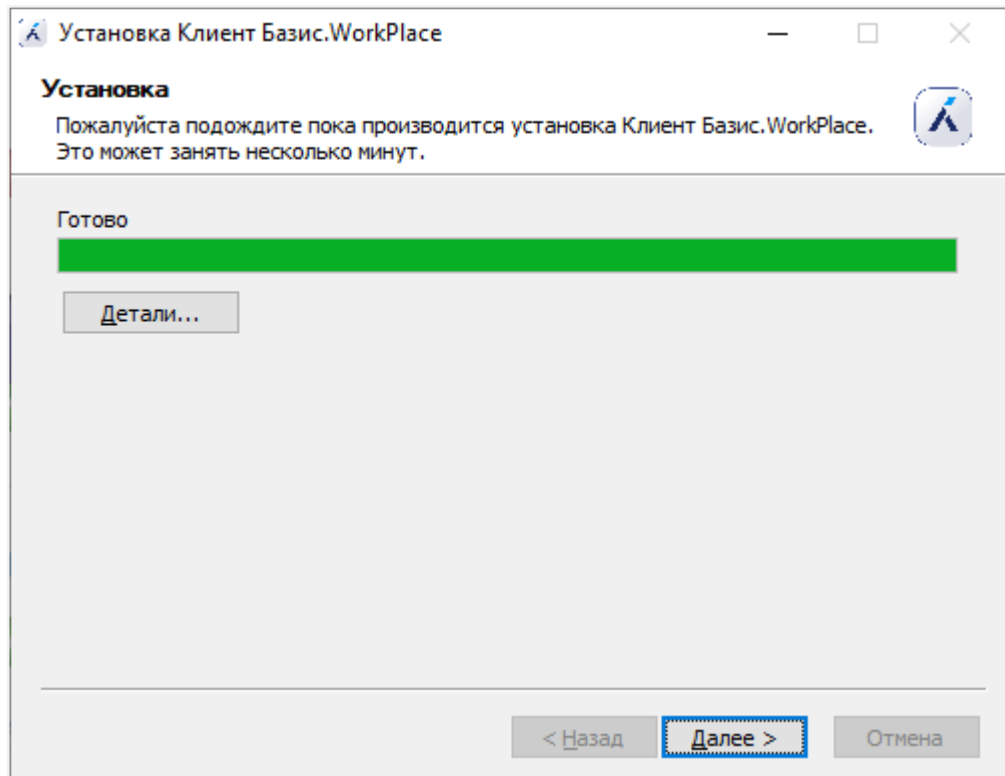 Установка Клиент Базис.WorkPlace
Установка
Пожалуйста подождите пока производится установка Клиент Базис.WorkPlace.
Это может занять несколько минут.
Готово
Детали...
< Назад
Далее >
Отмена